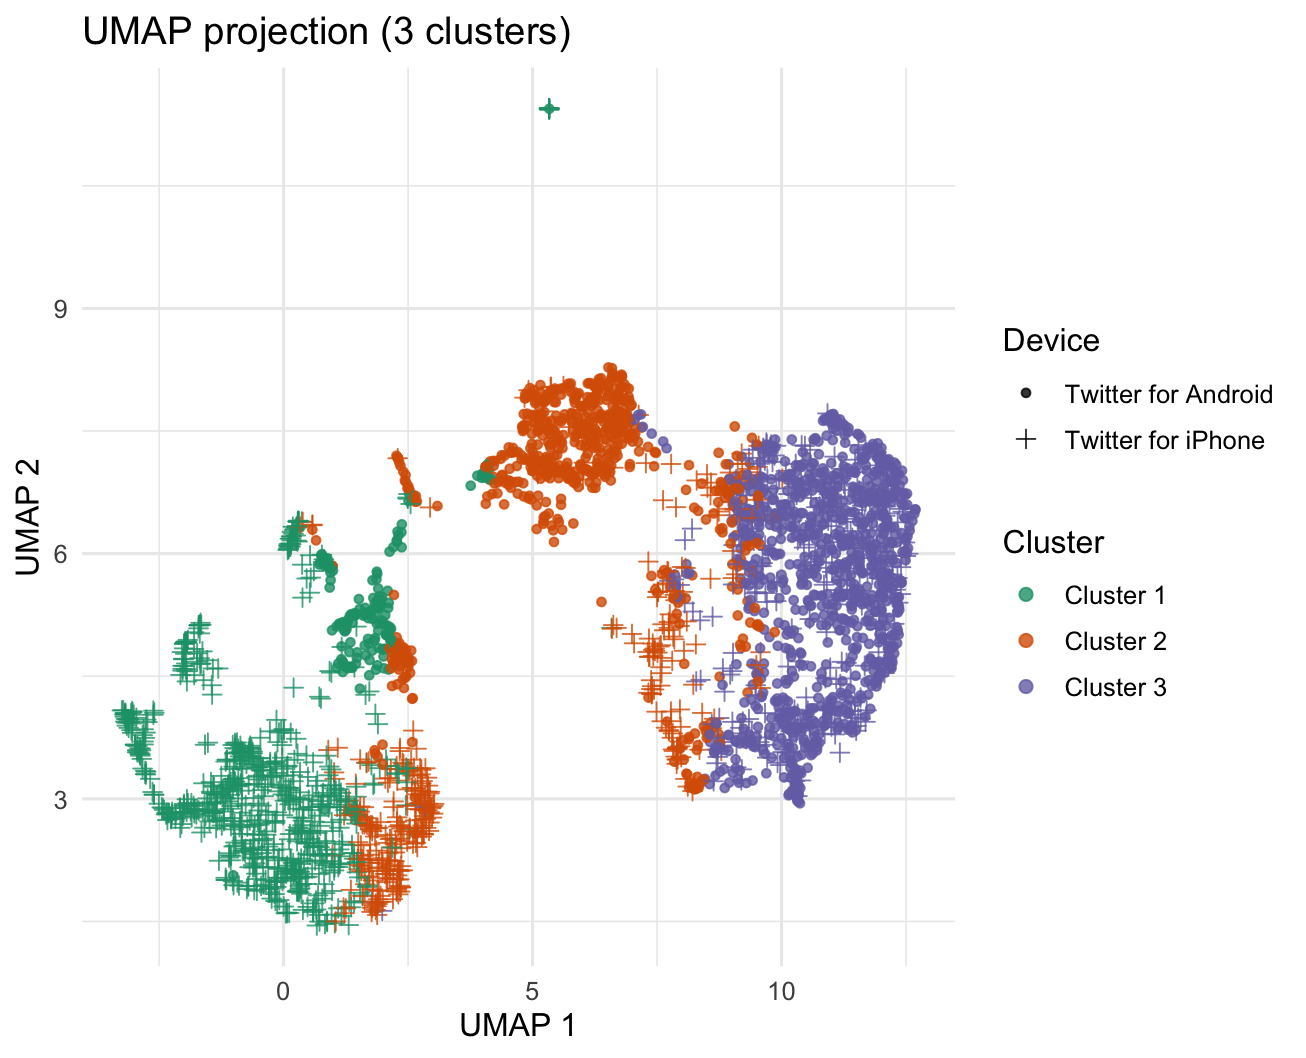 UMAP projection (3 clusters)
9
6
3
0
5
10
UMAP 1
UMAP 2
Device
Twitter for Android
Twitter for iPhone
Cluster
Cluster 1
Cluster 2
Cluster 3